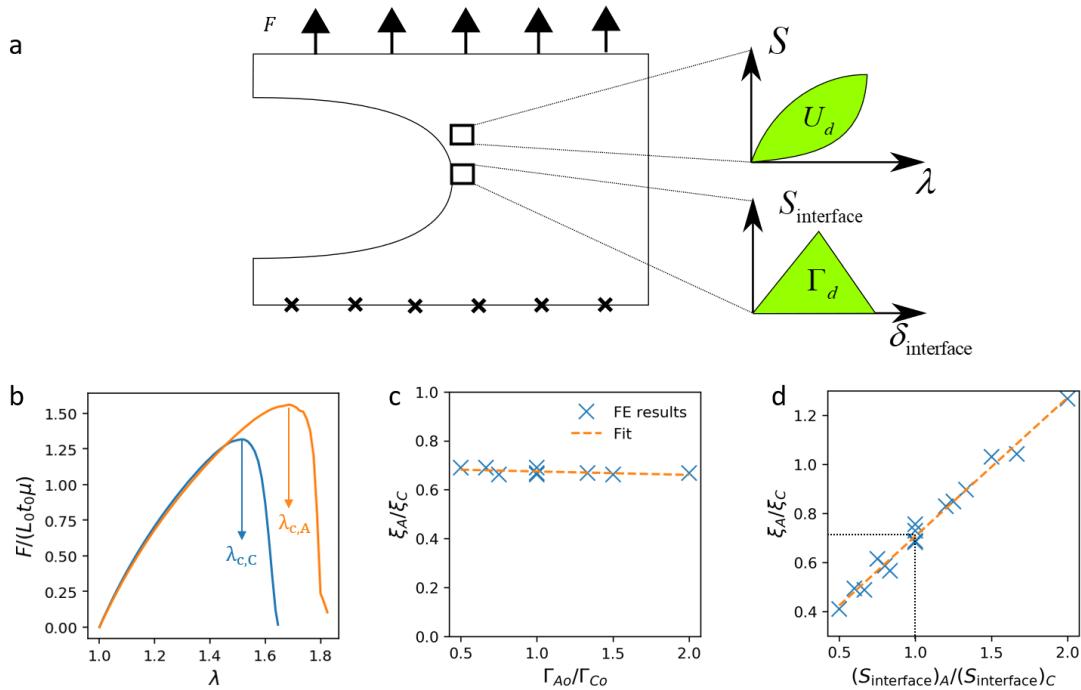 a
F
S
U_d
λ
S_interface
Γ_d
δ_interface
b
F/(L₀t₀μ)
1.50
1.25
1.00
0.75
0.50
0.25
0.00
λ_c,A
λ_c,C
1.0 1.2 1.4 1.6 1.8
λ
c
ξ_A/ξ_C
1.0
0.8
0.6
0.4
0.2
0.0
FE results
Fit
0.5 1.0 1.5 2.0
Γ_Ao/Γ_Co
d
ξ_A/ξ_C
1.2
1.0
0.8
0.6
0.4
0.5 1.0 1.5 2.0
(S_interface)_A/(S_interface)_C